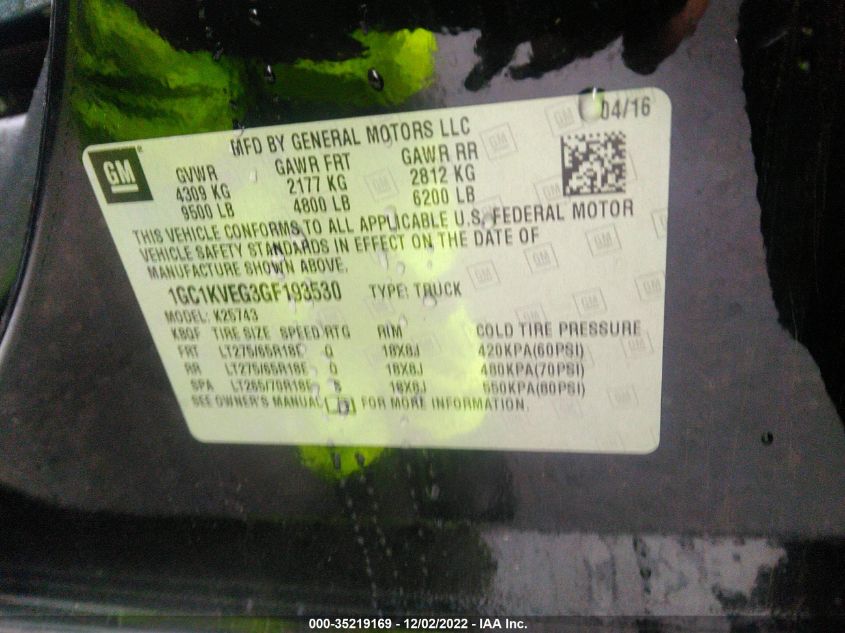 04/16
MFD BY GENERAL MOTORS LLC
GM
GVWR GAWR FRT GAWR RR
4309 KG 2177 KG 2812 KG
9500 LB 4800 LB 6200 LB
THIS VEHICLE CONFORMS TO ALL APPLICABLE U.S. FEDERAL MOTOR
VEHICLE SAFETY STANDARDS IN EFFECT ON THE DATE OF
MANUFACTURE SHOWN ABOVE.
1GC1KVEG3GF193530 TYPE: TRUCK
MODEL: K25743
TIRE SIZE SPEED RTG RIM COLD TIRE PRESSURE
FRT LT275/65R18E Q 18X8J 420KPA(60PSI)
RR LT275/65R18E Q 18X8J 480KPA(70PSI)
SPA LT265/70R18E S 18X8J 550KPA(80PSI)
SEE OWNER'S MANUAL FOR MORE INFORMATION.
000-35219169 - 12/02/2022 - IAA Inc.